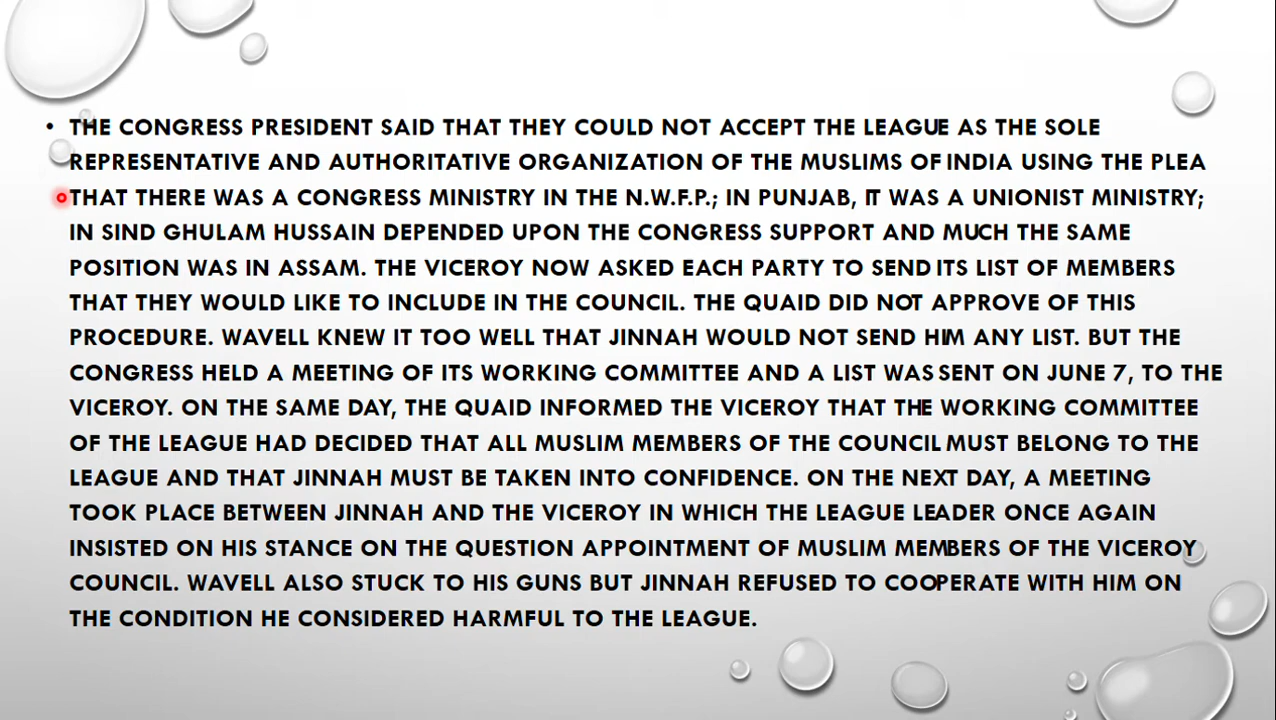 • THE CONGRESS PRESIDENT SAID THAT THEY COULD NOT ACCEPT THE LEAGUE AS THE SOLE
REPRESENTATIVE AND AUTHORITATIVE ORGANIZATION OF THE MUSLIMS OF INDIA USING THE PLEA
THAT THERE WAS A CONGRESS MINISTRY IN THE N.W.F.P.; IN PUNJAB, IT WAS A UNIONIST MINISTRY;
IN SIND GHULAM HUSSAIN DEPENDED UPON THE CONGRESS SUPPORT AND MUCH THE SAME
POSITION WAS IN ASSAM. THE VICEROY NOW ASKED EACH PARTY TO SEND ITS LIST OF MEMBERS
THAT THEY WOULD LIKE TO INCLUDE IN THE COUNCIL. THE QUAID DID NOT APPROVE OF THIS
PROCEDURE. WAVELL KNEW IT TOO WELL THAT JINNAH WOULD NOT SEND HIM ANY LIST. BUT THE
CONGRESS HELD A MEETING OF ITS WORKING COMMITTEE AND A LIST WAS SENT ON JUNE 7, TO THE
VICEROY. ON THE SAME DAY, THE QUAID INFORMED THE VICEROY THAT THE WORKING COMMITTEE
OF THE LEAGUE HAD DECIDED THAT ALL MUSLIM MEMBERS OF THE COUNCIL MUST BELONG TO THE
LEAGUE AND THAT JINNAH MUST BE TAKEN INTO CONFIDENCE. ON THE NEXT DAY, A MEETING
TOOK PLACE BETWEEN JINNAH AND THE VICEROY IN WHICH THE LEAGUE LEADER ONCE AGAIN
INSISTED ON HIS STANCE ON THE QUESTION APPOINTMENT OF MUSLIM MEMBERS OF THE VICEROY
COUNCIL. WAVELL ALSO STUCK TO HIS GUNS BUT JINNAH REFUSED TO COOPERATE WITH HIM ON
THE CONDITION HE CONSIDERED HARMFUL TO THE LEAGUE.